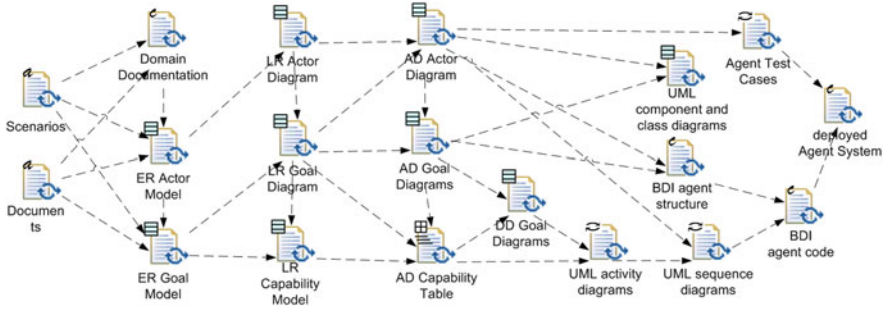 Scenarios
Documen
ts
Domain
Documentation
ER Actor
Model
ER Goal
Model
LR Actor
Diagram
LR Goal
Diagram
LR
Capability
Model
AD Actor
Diagram
AD Goal
Diagrams
AD Capability
Table
DD Goal
Diagrams
UML activity
diagrams
UML
component and
class diagrams
BDI agent
structure
UML sequence
diagrams
Agent Test
Cases
deployed
Agent System
BDI
agent code